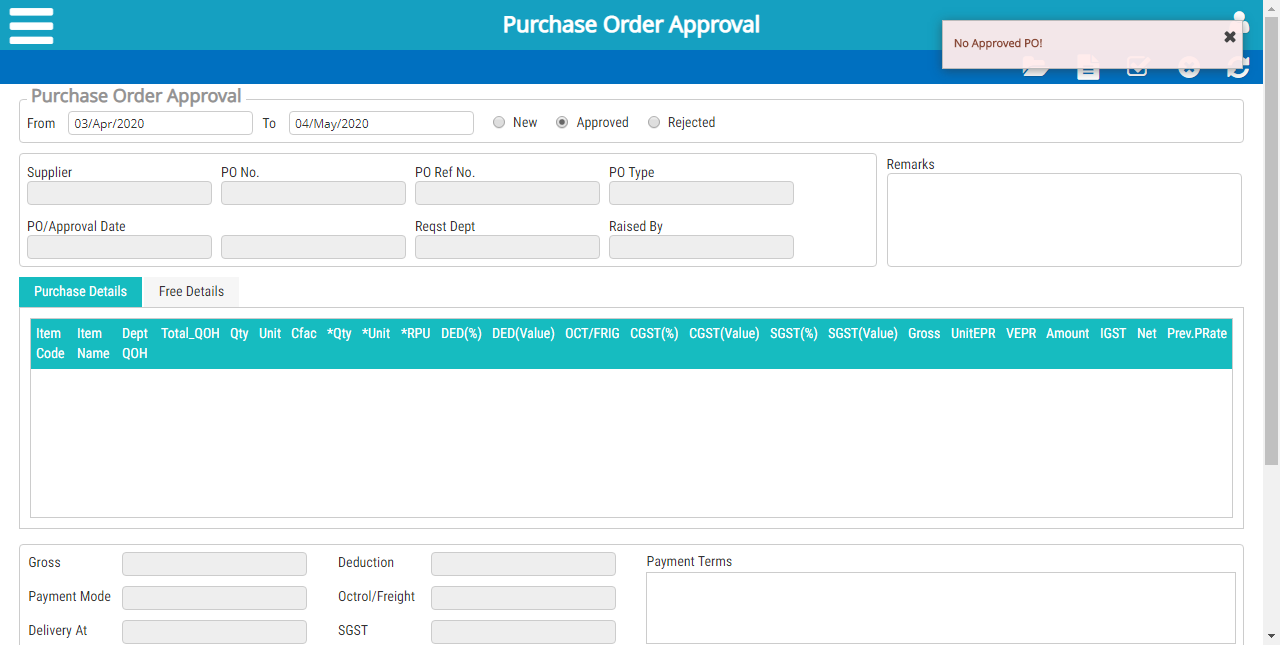 Purchase Order Approval
No Approved PO!
Purchase Order Approval
From 03/Apr/2020 To 04/May/2020 New Approved Rejected
Supplier PO No. PO Ref No. PO Type Remarks
PO/Approval Date Reqst Dept Raised By
Purchase Details Free Details
Item Item Dept Total_QOH Qty Unit Cfac *Qty *Unit *RPU DED(%) DED(Value) OCT/FRIG CGST(%) CGST(Value) SGST(%) SGST(Value) Gross UnitEPR VEPR Amount IGST Net Prev.PRate
Code Name QOH
Gross Deduction Payment Terms
Payment Mode Octrol/Freight
Delivery At SGST